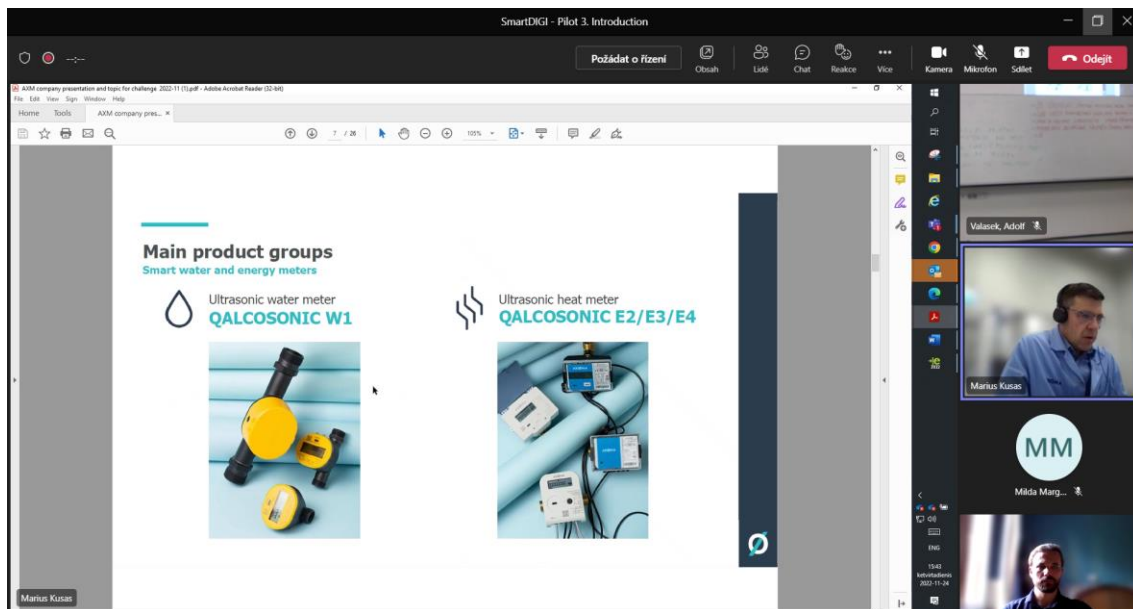 SmartDIGI - Pilot 3. Introduction
--:--
Požádat o řízení
Obsah
Lidé
Chat
Reakce
Více
Kamera
Mikrofon
Sdílet
Odejít
AXM company presentation and topic for challenge 2022-11 (1).pdf - Adobe Acrobat Reader (32-bit)
File Edit View Sign Window Help
Home Tools AXM company pres... ×
7 / 26
105%
Main product groups
Smart water and energy meters
Ultrasonic water meter
QALCOSONIC W1
Ultrasonic heat meter
QALCOSONIC E2/E3/E4
Marius Kusas
Valasek, Adolf
Marius Kusas
MM
Milda Marg...
ENG
15:43
ketvirtadienis
2022-11-24